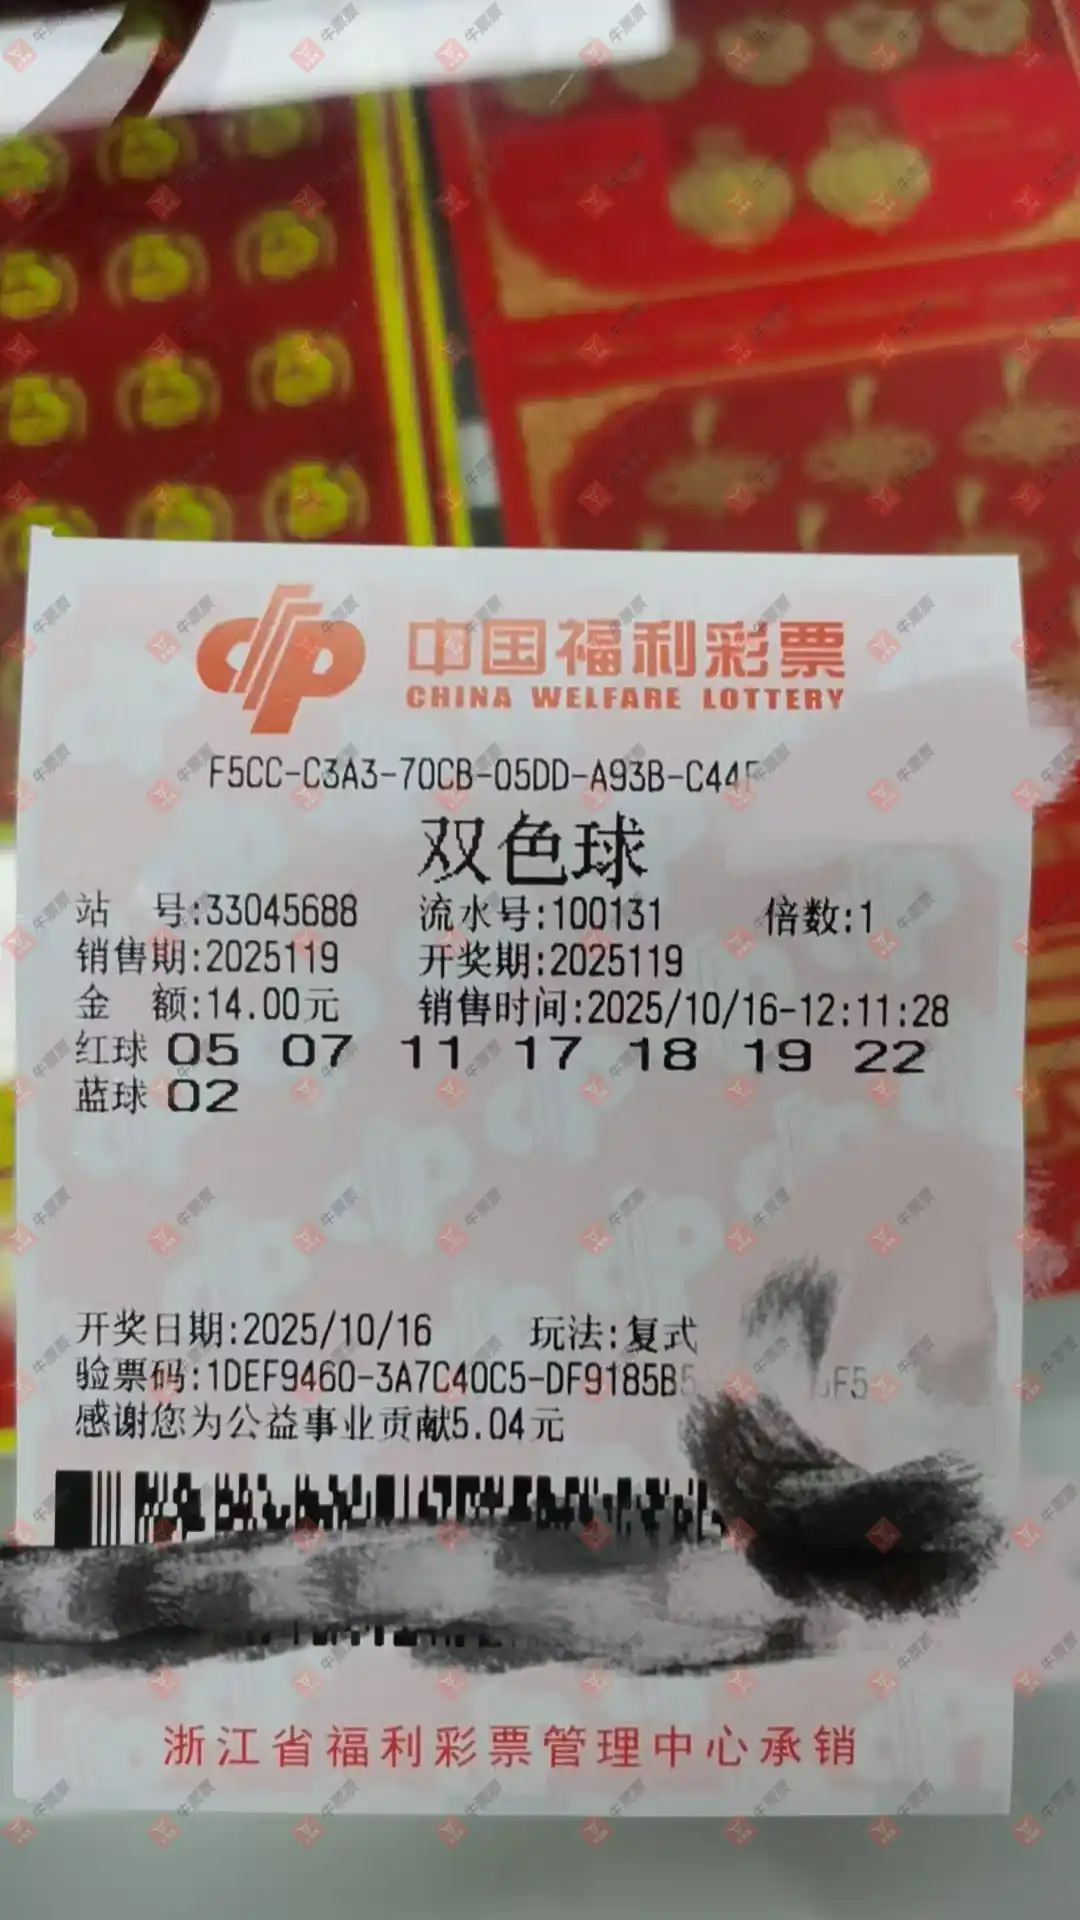 中国福利彩票
CHINA WELFARE LOTTERY
F5CC-C3A3-70CB-05DD-A93B-C44
双色球
站 号:33045688 流水号:100131 倍数:1
销售期:2025119 开奖期:2025119
金 额:14.00元 销售时间:2025/10/16-12:11:28
红球 05 07 11 17 18 19 22
蓝球 02
开奖日期:2025/10/16 玩法:复式
验票码:1DEF9460-3A7C40C5-DF9185B5 F5
感谢您为公益事业贡献5.04元
浙江省福利彩票管理中心承销